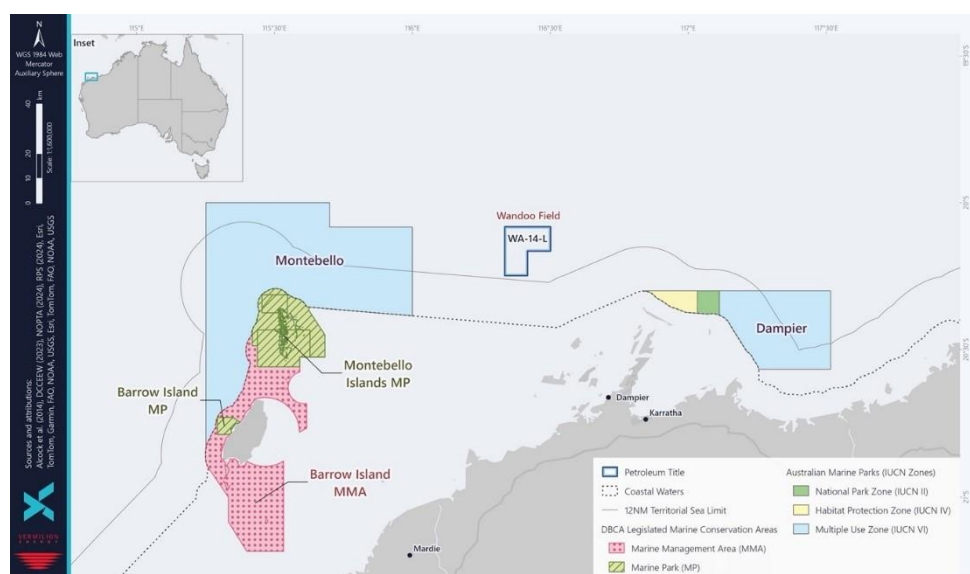 N
WGS 1984 Web
Mercator
Auxiliary Sphere
0 10 20 40 km
Scale: 1:1,600,000
Sources and attributions:
Alcock et al. (2014), DCCEEW (2023), NOPTA (2024), RPS (2024), Esri,
TomTom, Garmin, FAO, NOAA, USGS, Esri, TomTom, FAO, NOAA, USGS
VERMILION
ENERGY
Inset
115°E
115°30'E
116°E
116°30'E
117°E
117°30'E
19°30'S
20°S
20°30'S
21°S
Wandoo Field
WA-14-L
Montebello
Dampier
Montebello
Islands MP
Barrow Island
MP
Dampier
Karratha
Barrow Island
MMA
Mardie
Petroleum Title
Coastal Waters
12NM Territorial Sea Limit
DBCA Legislated Marine Conservation Areas
Marine Management Area (MMA)
Marine Park (MP)
Australian Marine Parks (IUCN Zones)
National Park Zone (IUCN II)
Habitat Protection Zone (IUCN IV)
Multiple Use Zone (IUCN VI)